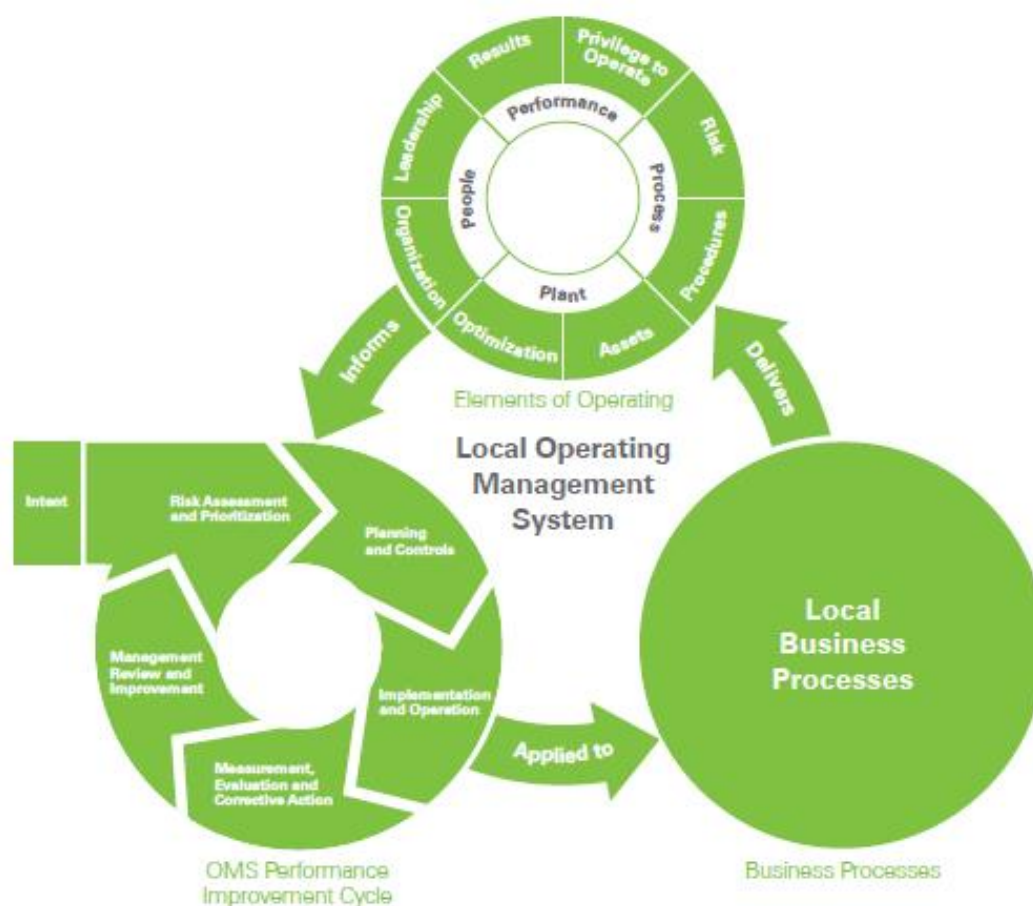 Results
Privilege to
Operate
Leadership
Performance
Risk
People
Process
Organization
Procedures
Plant
Optimization
Assets
Informs
Delivers
Elements of Operating
Local Operating
Management
System
Intent
Risk Assessment
and Prioritization
Planning
and Controls
Local
Business
Processes
Management
Review and
Improvement
Implementation
and Operation
Applied to
Measurement,
Evaluation and
Corrective Action
OMS Performance
Improvement Cycle
Business Processes